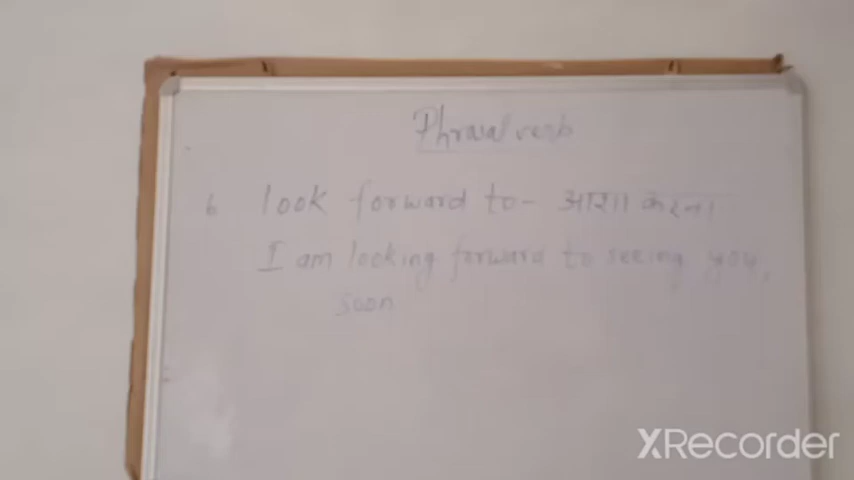 Phrasal verb
6 look forward to- आशा करना
I am looking forward to seeing you,
soon
XRecorder